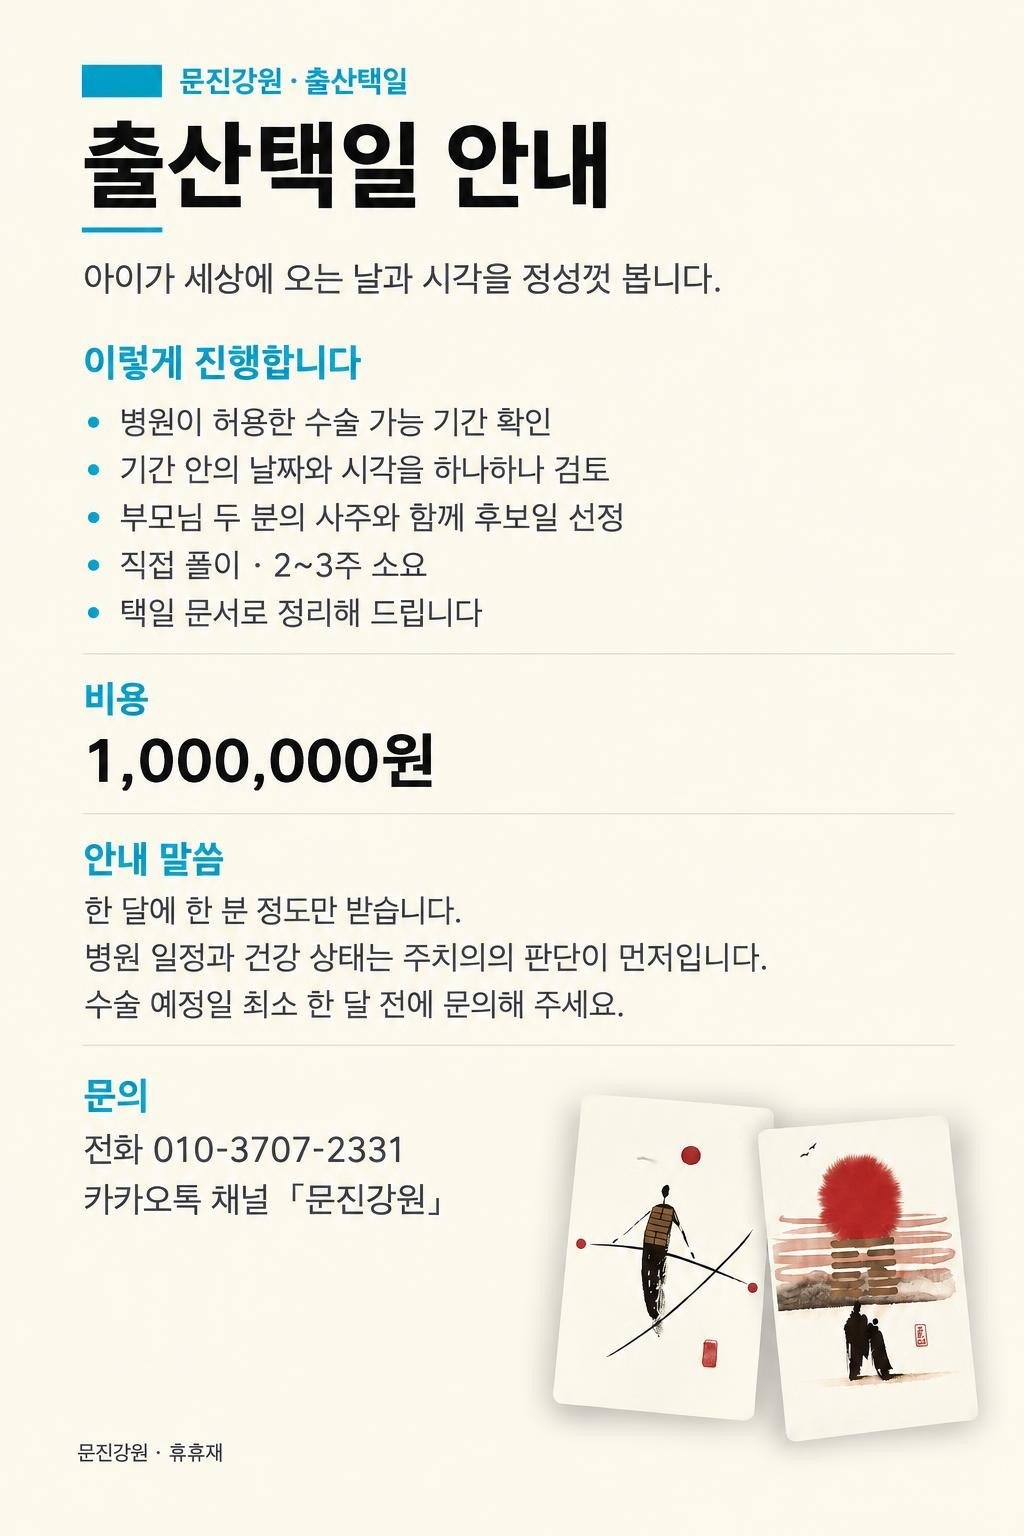 문진강원 · 출산택일
출산택일 안내
아이가 세상에 오는 날과 시각을 정성껏 봅니다.
이렇게 진행합니다
• 병원이 허용한 수술 가능 기간 확인
• 기간 안의 날짜와 시각을 하나하나 검토
• 부모님 두 분의 사주와 함께 후보일 선정
• 직접 풀이 · 2~3주 소요
• 택일 문서로 정리해 드립니다
비용
1,000,000원
안내 말씀
한 달에 한 분 정도만 받습니다.
병원 일정과 건강 상태는 주치의의 판단이 먼저입니다.
수술 예정일 최소 한 달 전에 문의해 주세요.
문의
전화 010-3707-2331
카카오톡 채널 「문진강원」
문진강원 · 휴휴재